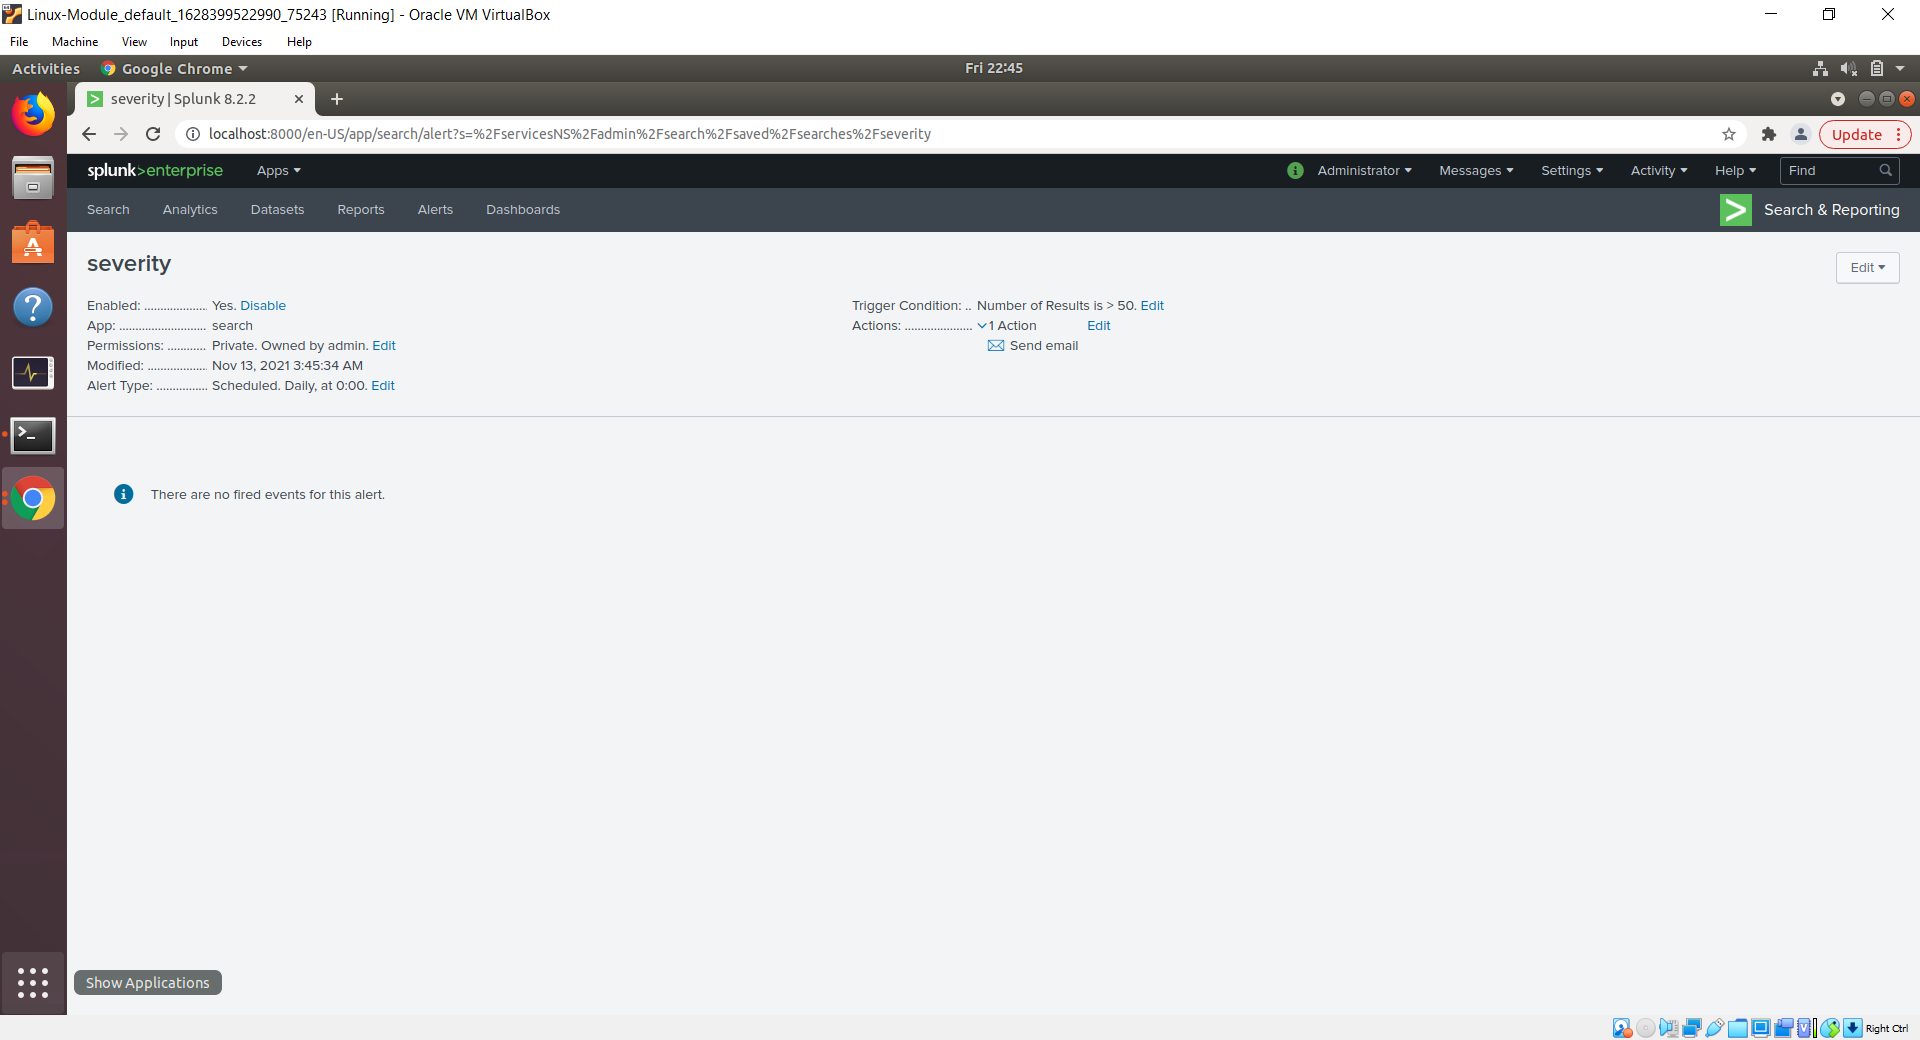 Linux-Module_default_1628399522990_75243 [Running] - Oracle VM VirtualBox
File Machine View Input Devices Help
Activities Google Chrome Fri 22:45
severity | Splunk 8.2.2
localhost:8000/en-US/app/search/alert?s=%2FservicesNS%2Fadmin%2Fsearch%2Fsaved%2Fsearches%2Fseverity Update
splunk>enterprise Apps Administrator Messages Settings Activity Help Find
Search Analytics Datasets Reports Alerts Dashboards Search & Reporting
severity Edit
Enabled: .................. Yes. Disable
App: .......................... search
Permissions: ............ Private. Owned by admin. Edit
Modified: .................. Nov 13, 2021 3:45:34 AM
Alert Type: ................ Scheduled. Daily, at 0:00. Edit
Trigger Condition: .. Number of Results is > 50. Edit
Actions: .................... 1 Action Edit
Send email
There are no fired events for this alert.
Show Applications
Right Ctrl